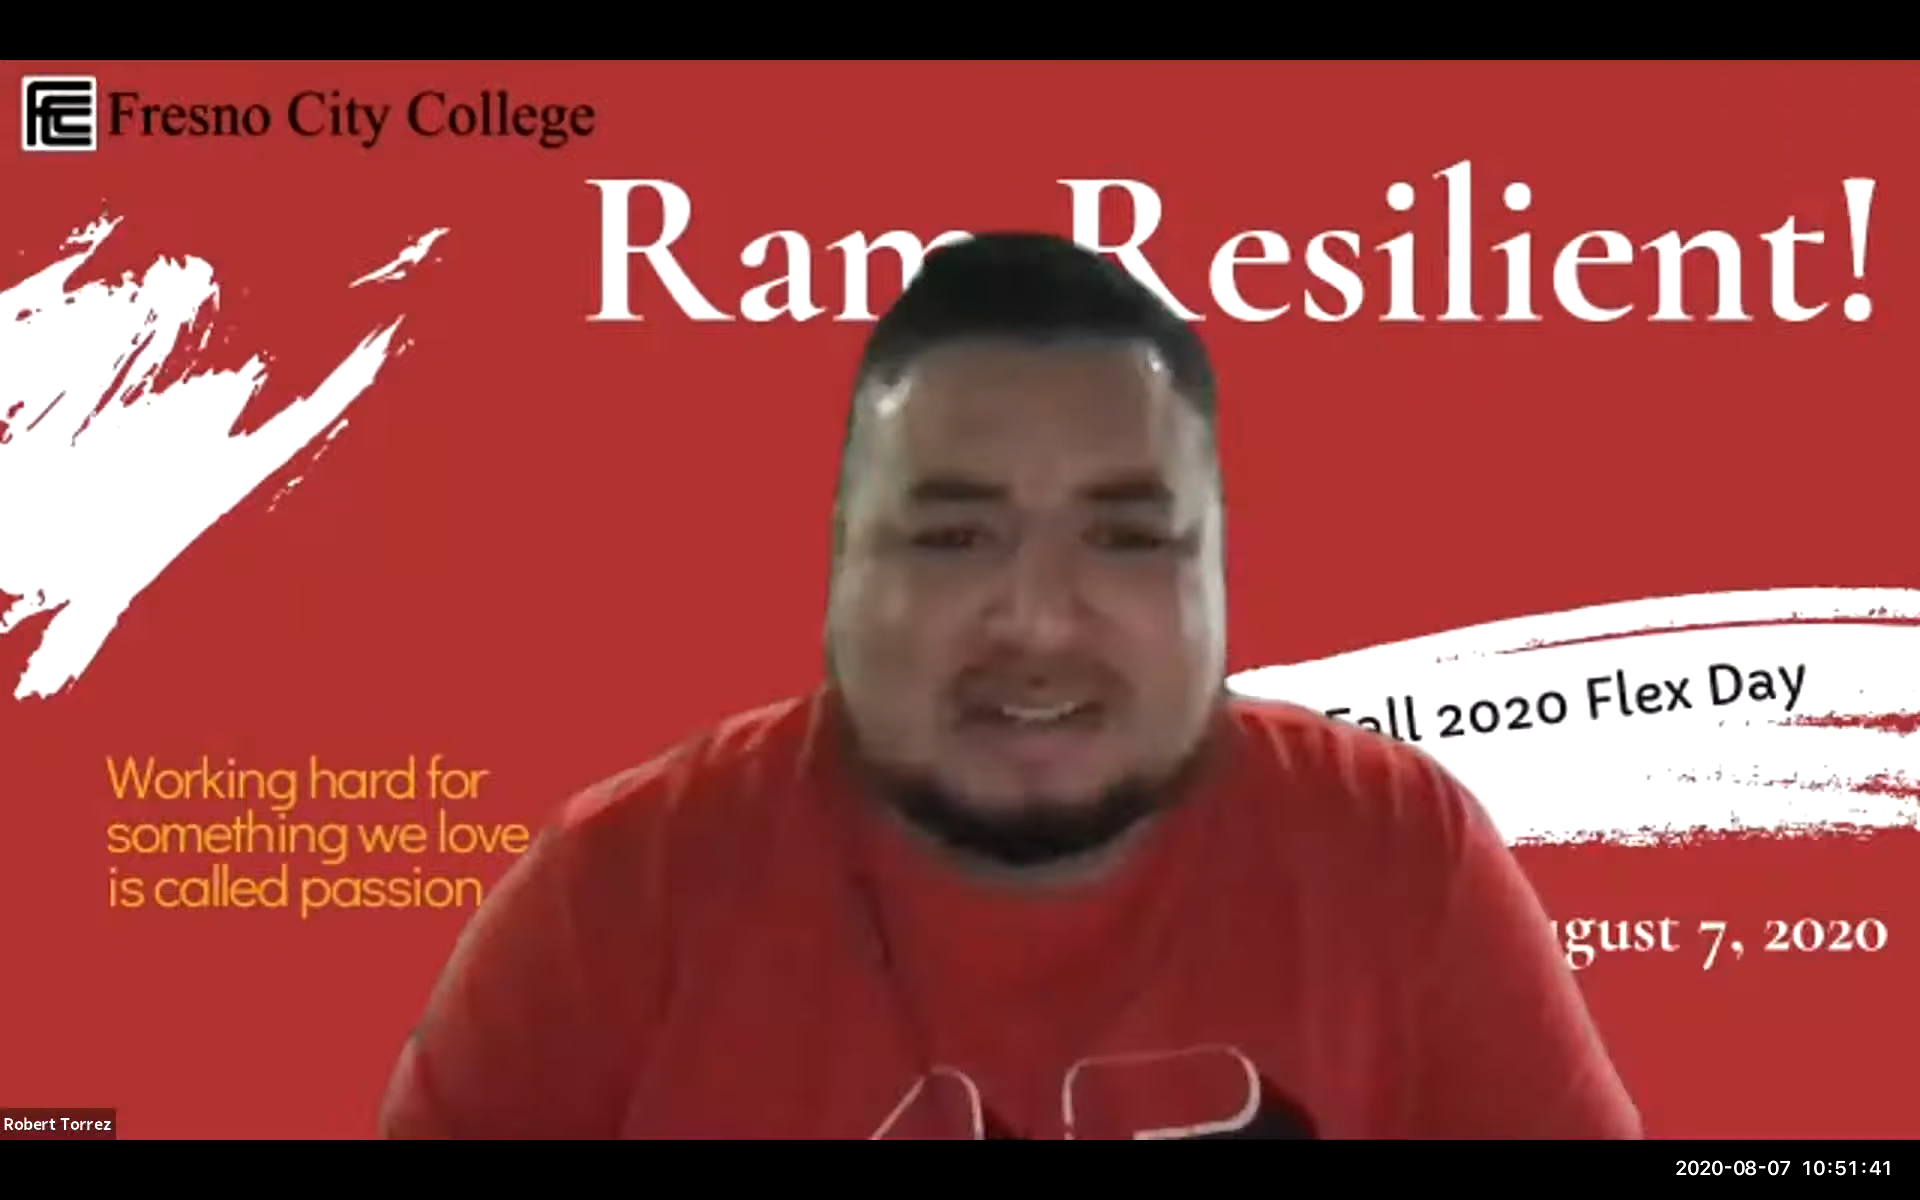 Fresno City College
Ram Resilient!
Fall 2020 Flex Day
Working hard for
something we love
is called passion
August 7, 2020
Robert Torrez
2020-08-07 10:51:41